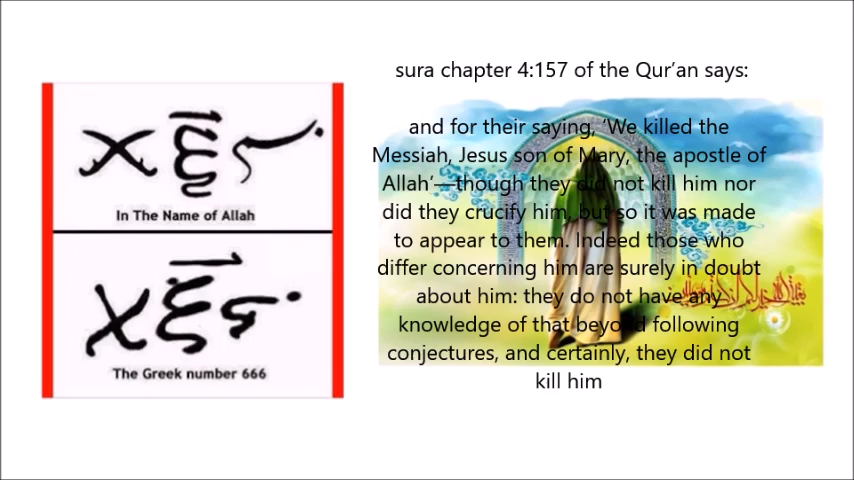 In The Name of Allah
χξς
The Greek number 666
sura chapter 4:157 of the Qur’an says:
and for their saying, ‘We killed the
Messiah, Jesus son of Mary, the apostle of
Allah’—though they did not kill him nor
did they crucify him, but so it was made
to appear to them. Indeed those who
differ concerning him are surely in doubt
about him: they do not have any
knowledge of that beyond following
conjectures, and certainly, they did not
kill him